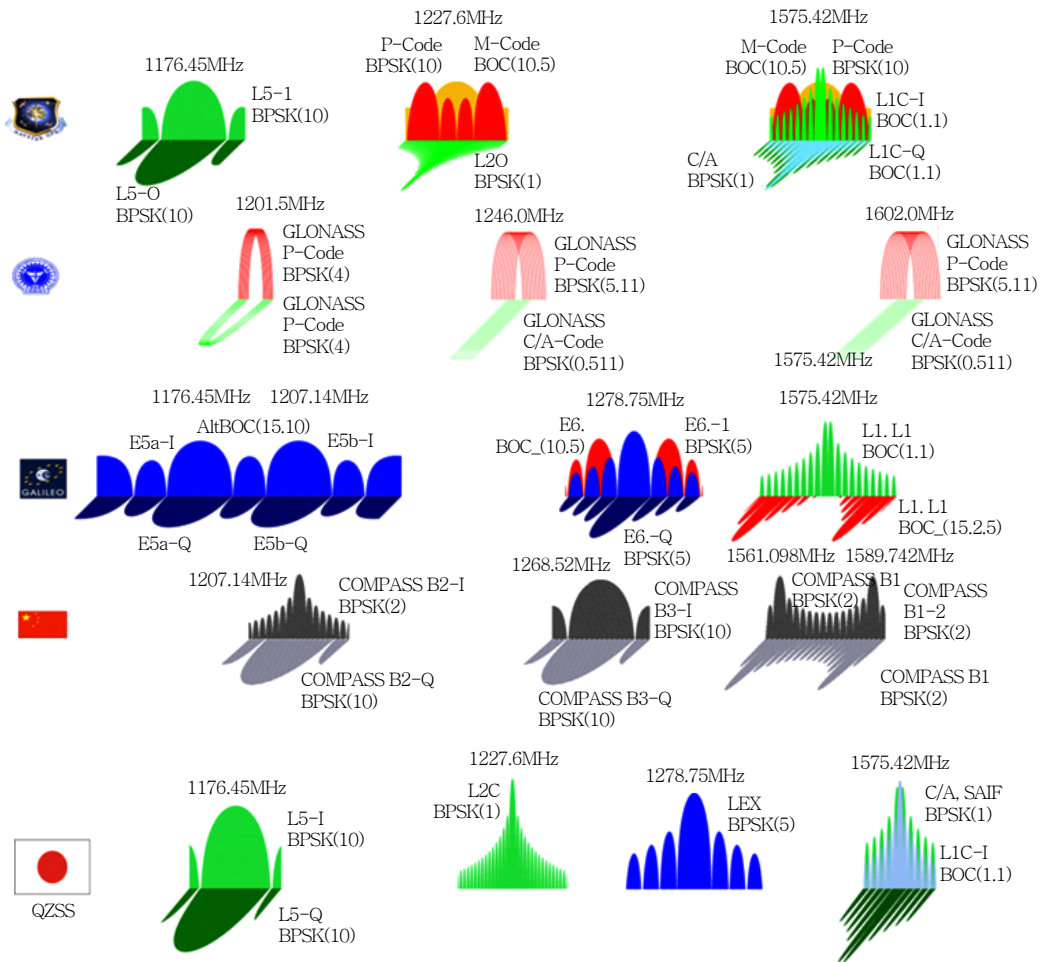 1227.6MHz
1575.42MHz
P-Code
BPSK(10)
M-Code
BOC(10.5)
M-Code
BOC(10.5)
P-Code
BPSK(10)
1176.45MHz
L5-1
BPSK(10)
L1C-I
BOC(1.1)
L2O
BPSK(1)
C/A
BPSK(1)
L1C-Q
BOC(1.1)
L5-O
BPSK(10)
1201.5MHz
1246.0MHz
1602.0MHz
GLONASS
P-Code
BPSK(4)
GLONASS
P-Code
BPSK(5.11)
GLONASS
P-Code
BPSK(5.11)
GLONASS
P-Code
BPSK(4)
GLONASS
C/A-Code
BPSK(0.511)
GLONASS
C/A-Code
BPSK(0.511)
1575.42MHz
1176.45MHz
1207.14MHz
1278.75MHz
1575.42MHz
AltBOC(15.10)
E5a-I
E5b-I
E6.
BOC_(10.5)
E6.-1
BPSK(5)
L1. L1
BOC(1.1)
GALILEO
L1. L1
BOC_(15.2.5)
E5a-Q
E5b-Q
E6.-Q
BPSK(5)
1561.098MHz
1589.742MHz
1207.14MHz
1268.52MHz
COMPASS B2-I
BPSK(2)
COMPASS
B3-I
BPSK(10)
COMPASS B1
BPSK(2)
COMPASS
B1-2
BPSK(2)
COMPASS B2-Q
BPSK(10)
COMPASS B3-Q
BPSK(10)
COMPASS B1
BPSK(2)
1227.6MHz
1176.45MHz
1278.75MHz
1575.42MHz
L2C
BPSK(1)
LEX
BPSK(5)
C/A, SAIF
BPSK(1)
L5-I
BPSK(10)
L1C-I
BOC(1.1)
QZSS
L5-Q
BPSK(10)